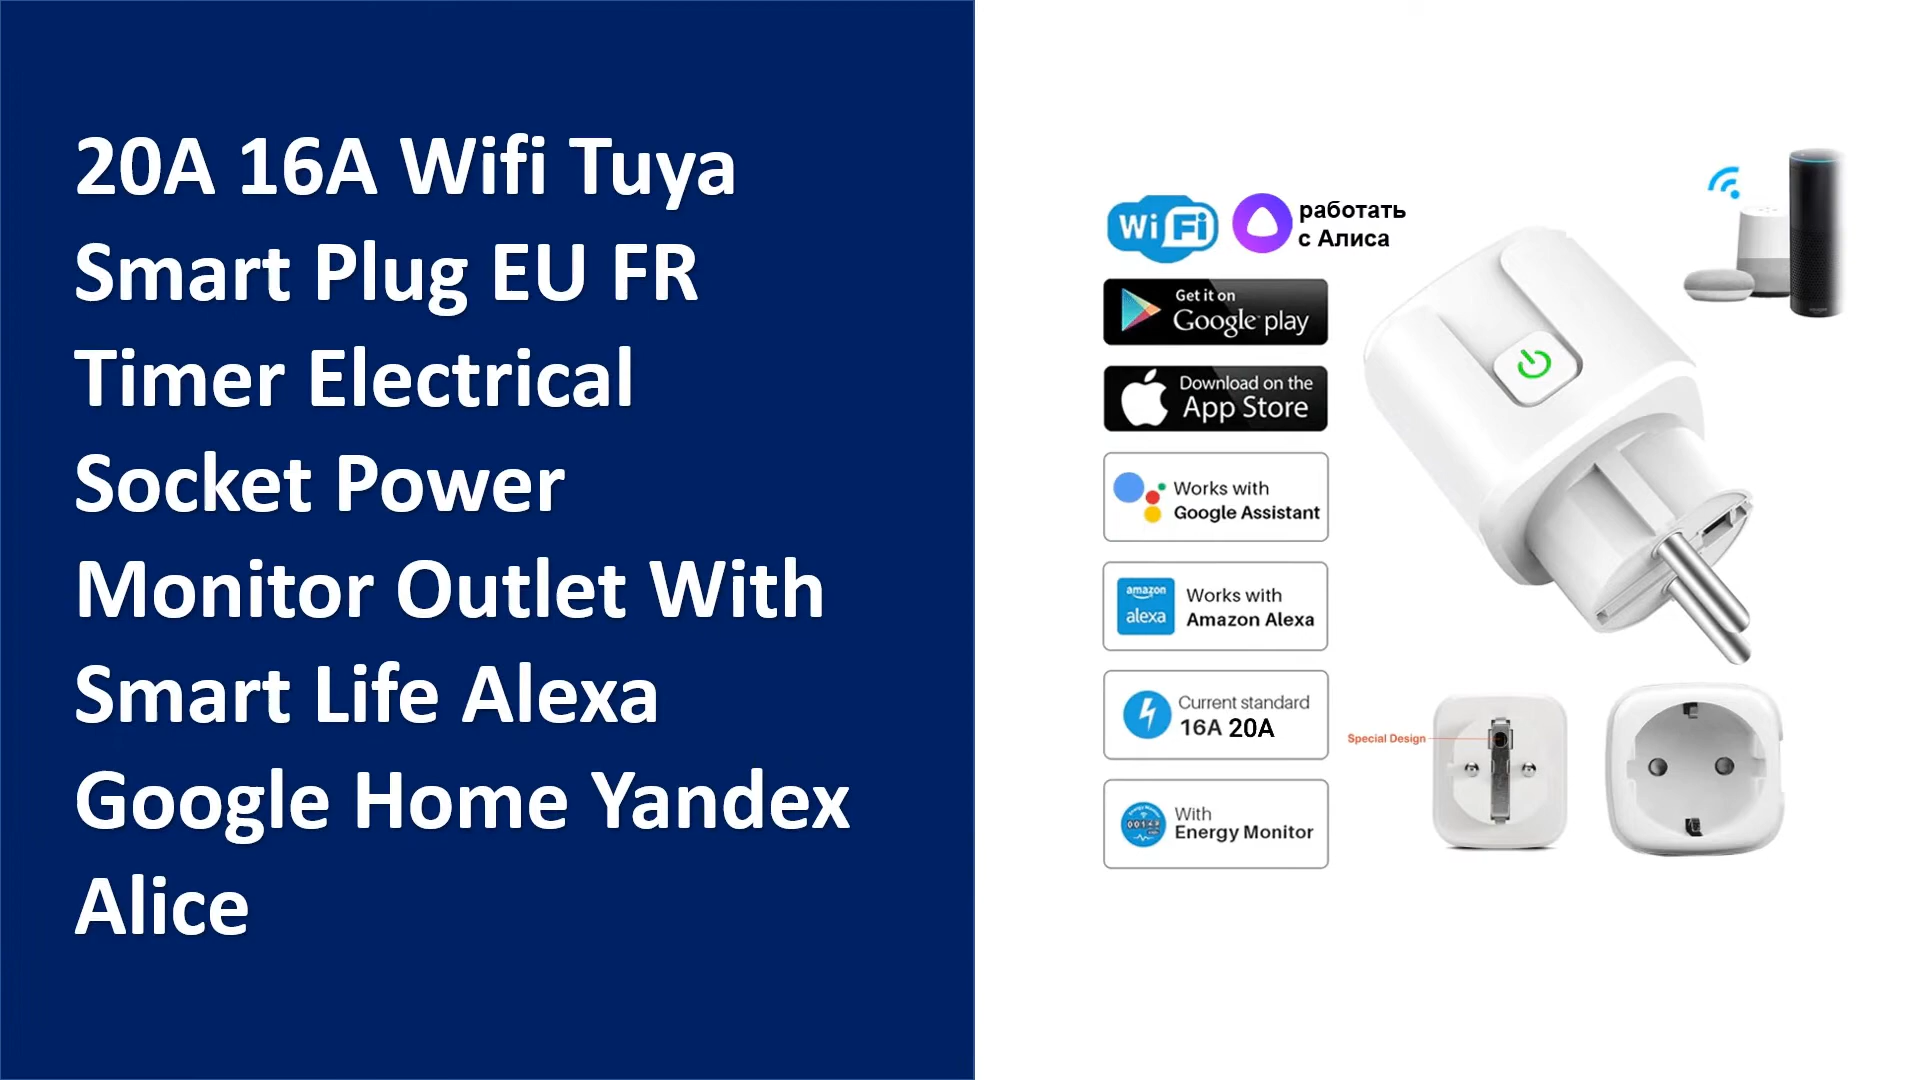 20A 16A Wifi Tuya
Smart Plug EU FR
Timer Electrical
Socket Power
Monitor Outlet With
Smart Life Alexa
Google Home Yandex
Alice
WiFi
работать
с Алиса
Get it on
Google play
Download on the
App Store
Works with
Google Assistant
amazon
alexa
Works with
Amazon Alexa
Current standard
16A 20A
Special Design
With
Energy Monitor